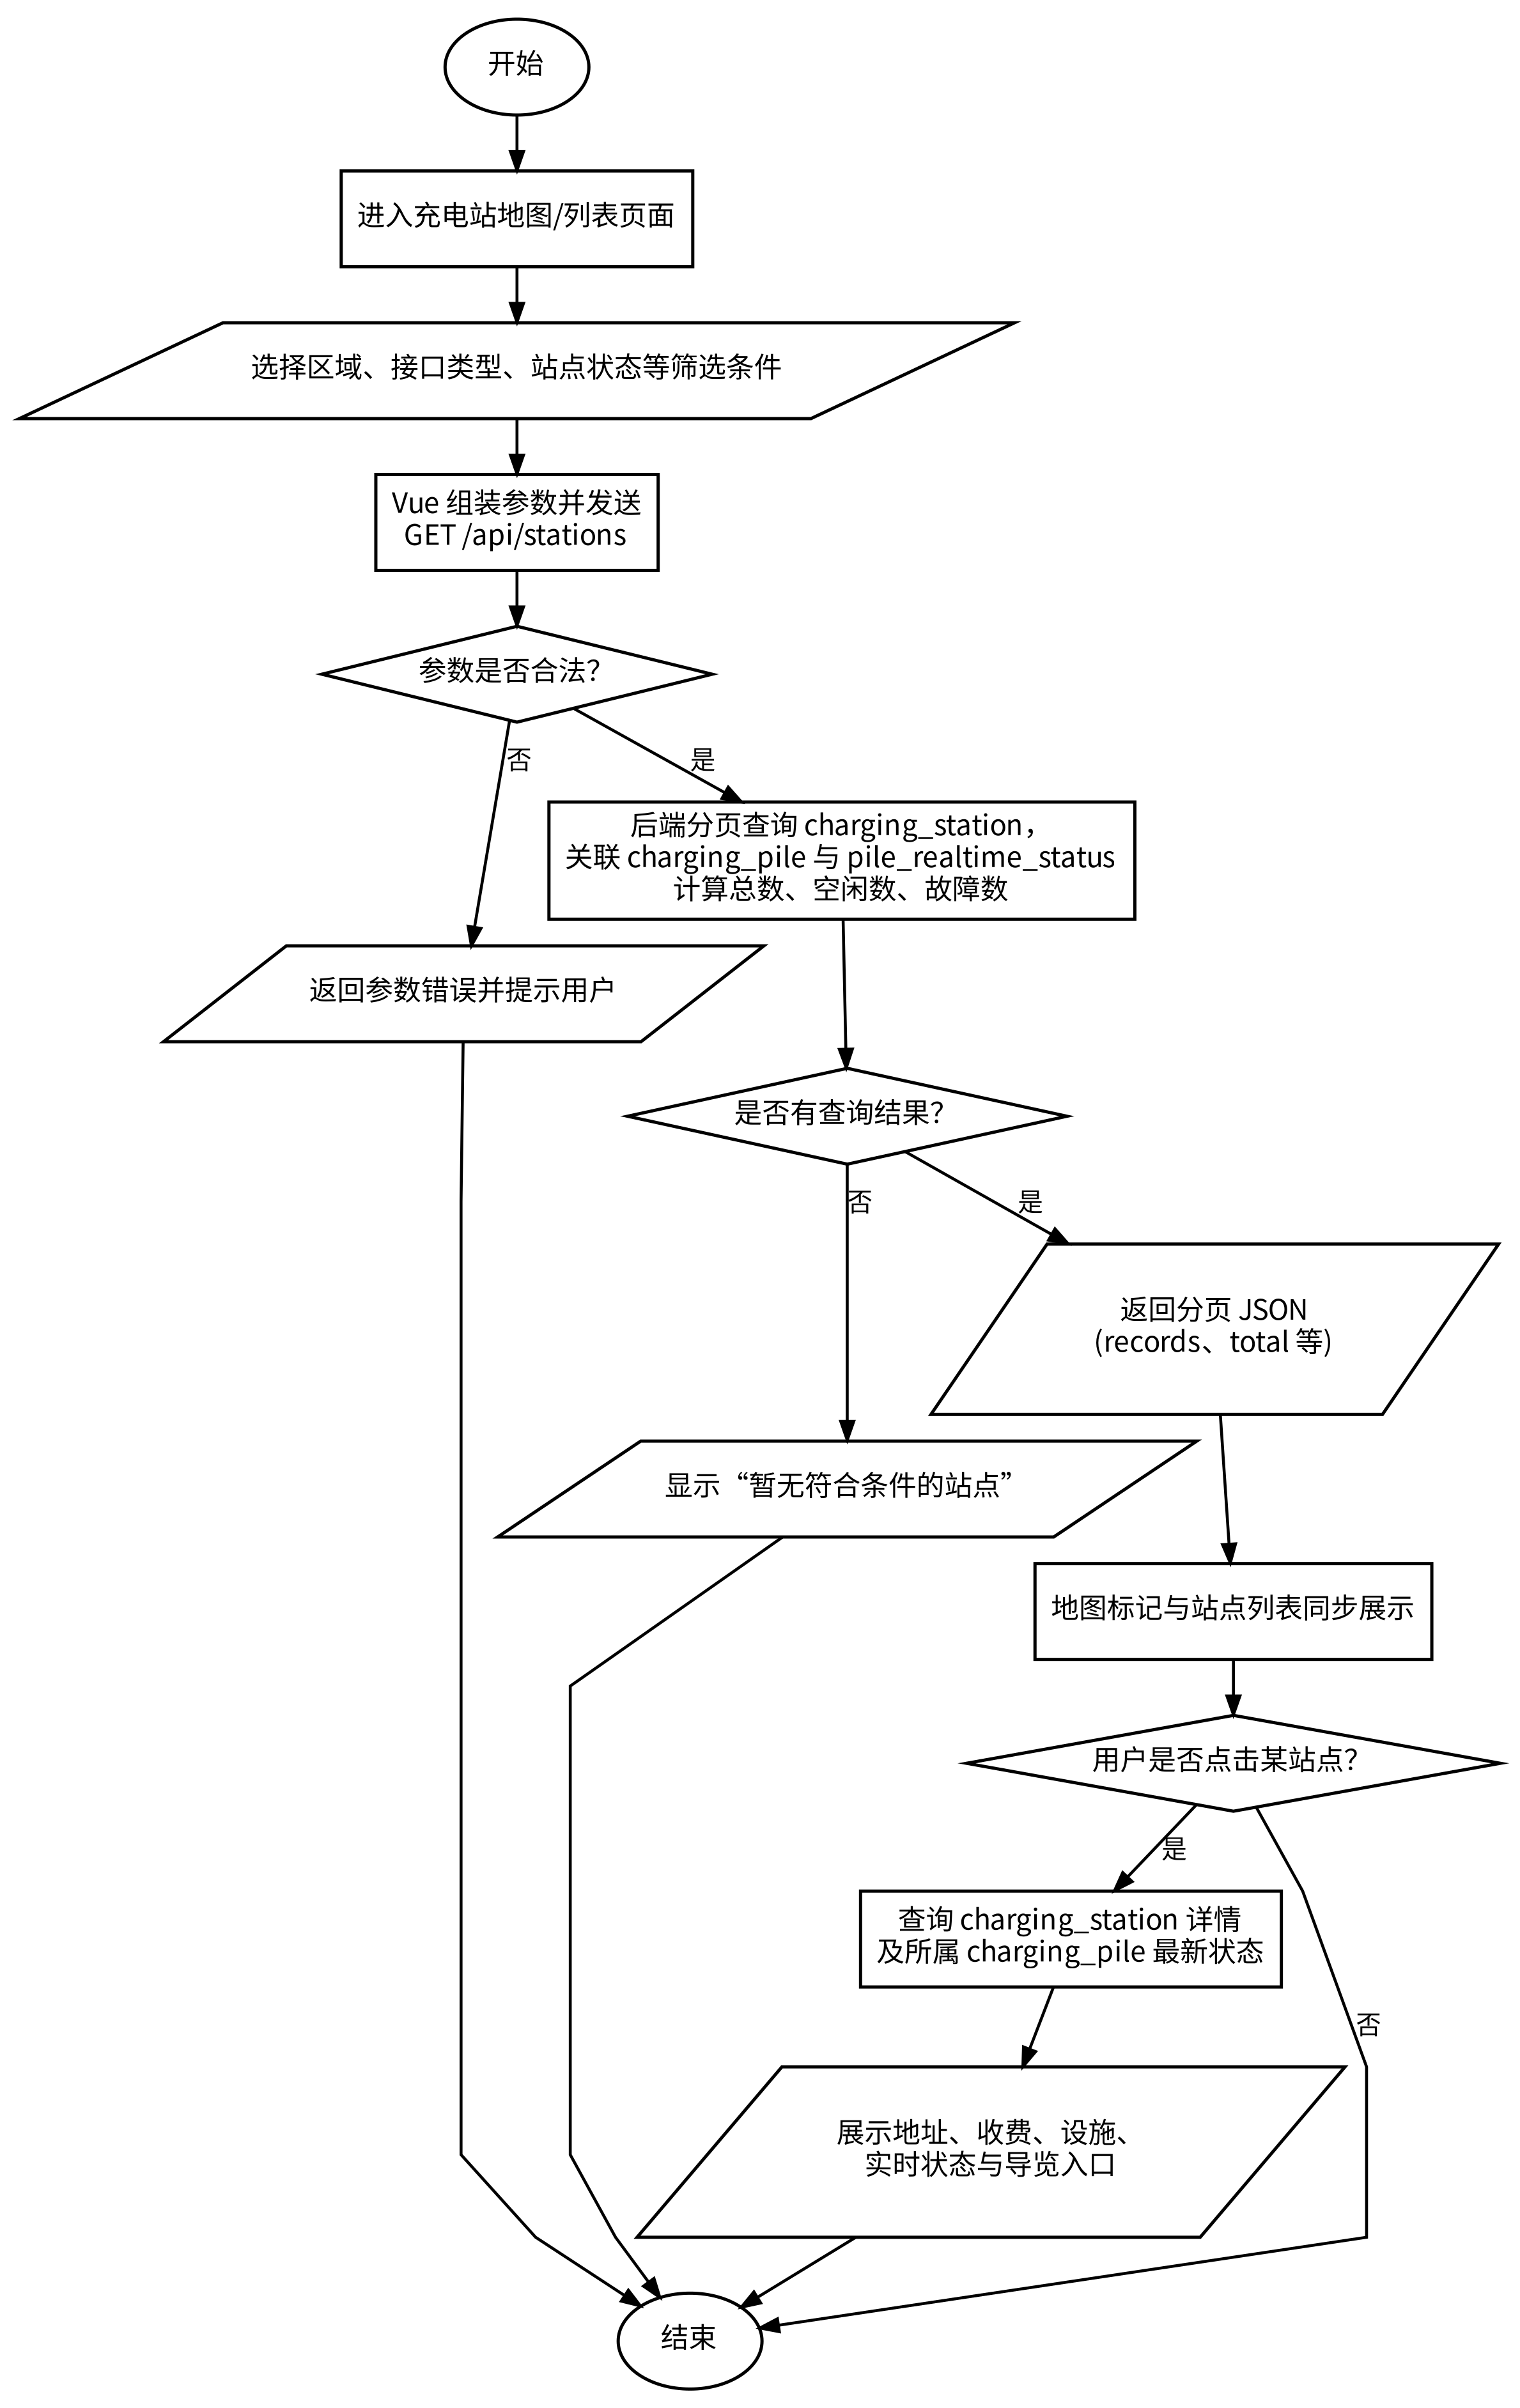 开始
进入充电站地图/列表页面
选择区域、接口类型、站点状态等筛选条件
Vue 组装参数并发送
GET /api/stations
参数是否合法？
否
是
后端分页查询 charging_station，
关联 charging_pile 与 pile_realtime_status
计算总数、空闲数、故障数
返回参数错误并提示用户
是否有查询结果？
否
是
返回分页 JSON
(records、total 等)
显示“暂无符合条件的站点”
地图标记与站点列表同步展示
用户是否点击某站点？
是
查询 charging_station 详情
及所属 charging_pile 最新状态
否
展示地址、收费、设施、
实时状态与导览入口
结束